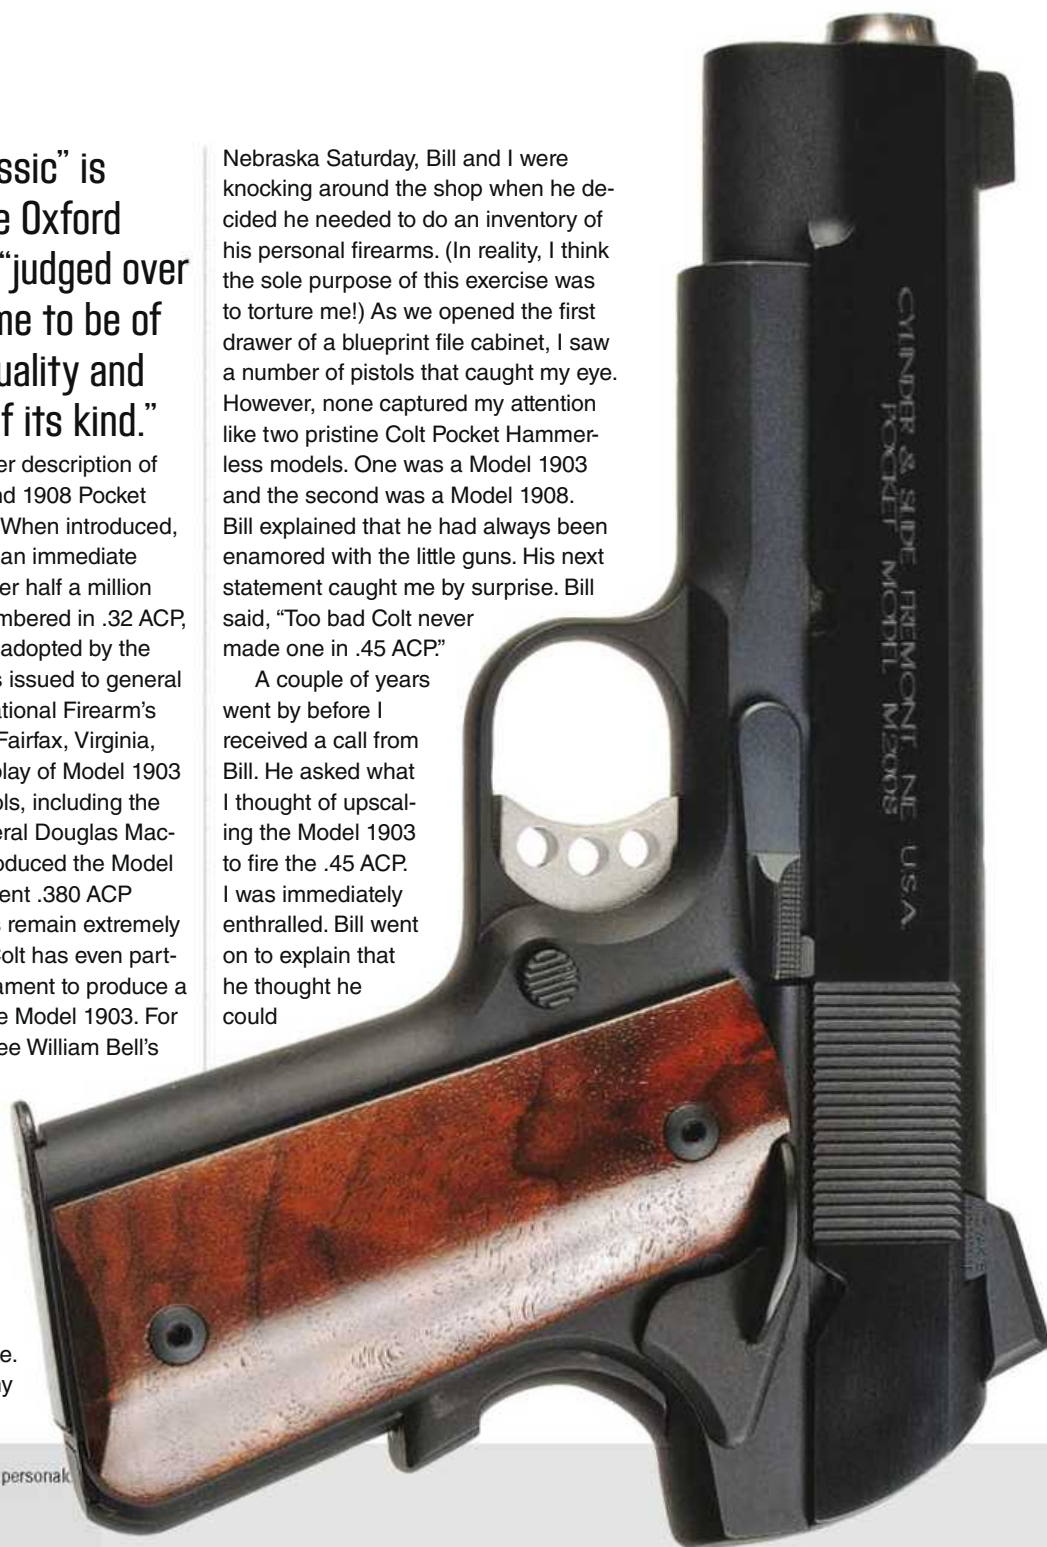 ssic” is
e Oxford
“judged over
me to be of
uality and
f its kind.”
er description of
nd 1908 Pocket
When introduced,
an immediate
er half a million
mbered in .32 ACP,
adopted by the
s issued to general
ational Firearm’s
Fairfax, Virginia,
play of Model 1903
ols, including the
eral Douglas Mac-
oduced the Model
ent .380 ACP
s remain extremely
Colt has even part-
ament to produce a
e Model 1903. For
ee William Bell’s
e.
ny
Nebraska Saturday, Bill and I were
knocking around the shop when he de-
cided he needed to do an inventory of
his personal firearms. (In reality, I think
the sole purpose of this exercise was
to torture me!) As we opened the first
drawer of a blueprint file cabinet, I saw
a number of pistols that caught my eye.
However, none captured my attention
like two pristine Colt Pocket Hammer-
less models. One was a Model 1903
and the second was a Model 1908.
Bill explained that he had always been
enamored with the little guns. His next
statement caught me by surprise. Bill
said, “Too bad Colt never
made one in .45 ACP.”
A couple of years
went by before I
received a call from
Bill. He asked what
I thought of upscal-
ing the Model 1903
to fire the .45 ACP.
I was immediately
enthralled. Bill went
on to explain that
he thought he
could
CYLINDER & SLIDE FREMONT, NE USA
POCKET MODEL M2008
personal